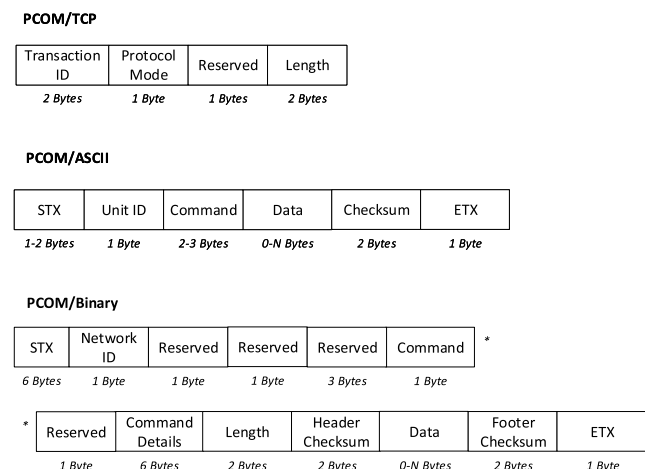 PCOM/TCP
Transaction ID Protocol Mode Reserved Length
2 Bytes 1 Byte 1 Bytes 2 Bytes
PCOM/ASCII
STX Unit ID Command Data Checksum ETX
1-2 Bytes 1 Byte 2-3 Bytes 0-N Bytes 2 Bytes 1 Byte
PCOM/Binary
STX Network ID Reserved Reserved Reserved Command *
6 Bytes 1 Byte 1 Byte 1 Byte 3 Bytes 1 Byte
* Reserved Command Details Length Header Checksum Data Footer Checksum ETX
1 Byte 6 Bytes 2 Bytes 2 Bytes 0-N Bytes 2 Bytes 1 Byte